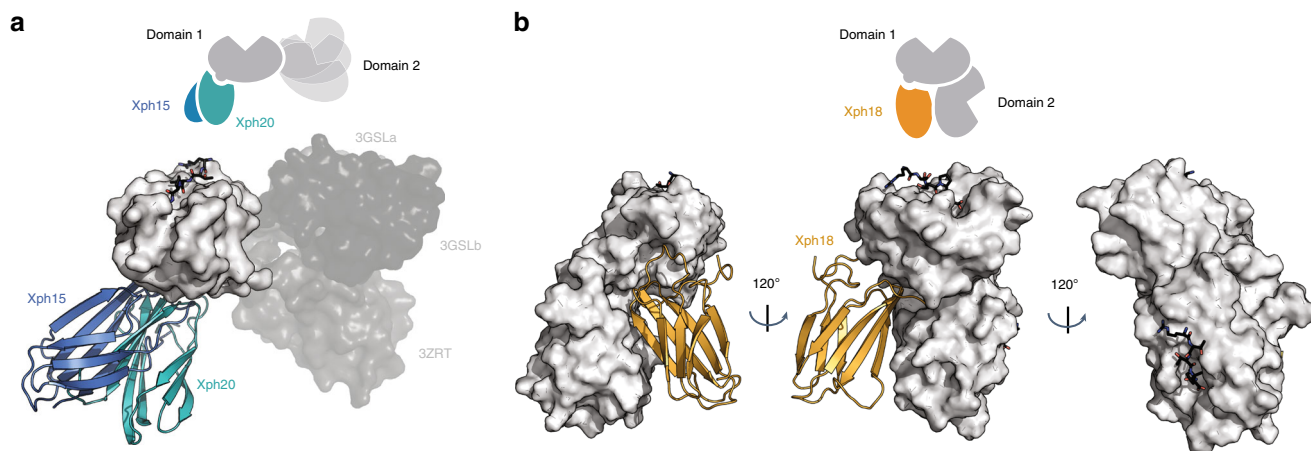 a
Domain 1
Domain 2
Xph15
Xph20
3GSLa
3GSLb
Xph15
3ZRT
Xph20
b
Domain 1
Xph18
Domain 2
Xph18
120°
120°